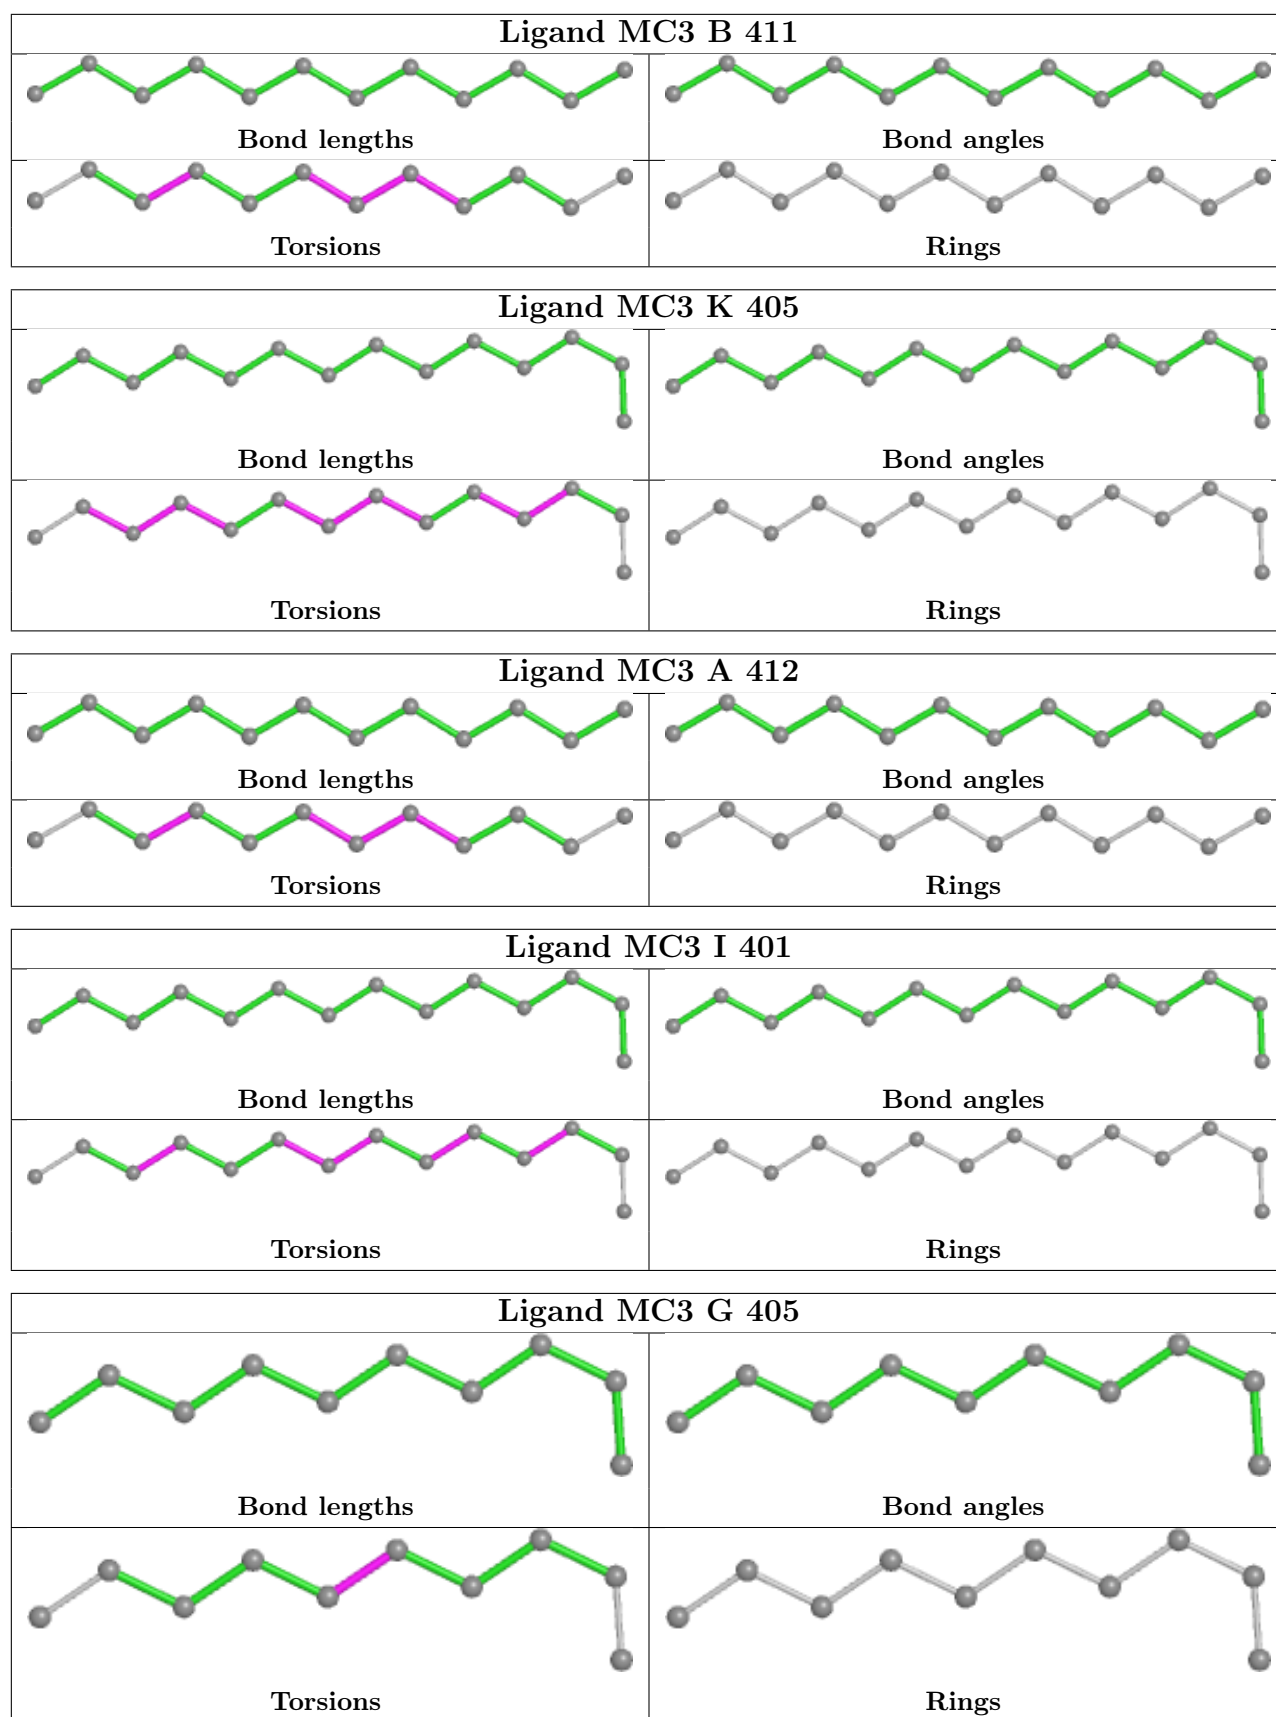 Ligand MC3 B 411
Bond lengths
Bond angles
Torsions
Rings
Ligand MC3 K 405
Bond lengths
Bond angles
Torsions
Rings
Ligand MC3 A 412
Bond lengths
Bond angles
Torsions
Rings
Ligand MC3 I 401
Bond lengths
Bond angles
Torsions
Rings
Ligand MC3 G 405
Bond lengths
Bond angles
Torsions
Rings